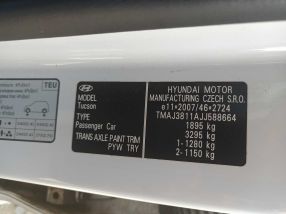 TEU
HYUNDAI
MODEL
Tucson
TYPE
Passenger Car
TRANS AXLE PAINT TRIM
PYW TRY
HYUNDAI MOTOR
MANUFACTURING CZECH S.R.O.
e11*2007/46*2724
TMAJ3811AJJ588664
1895 kg
3295 kg
1-1280 kg
2-1150 kg